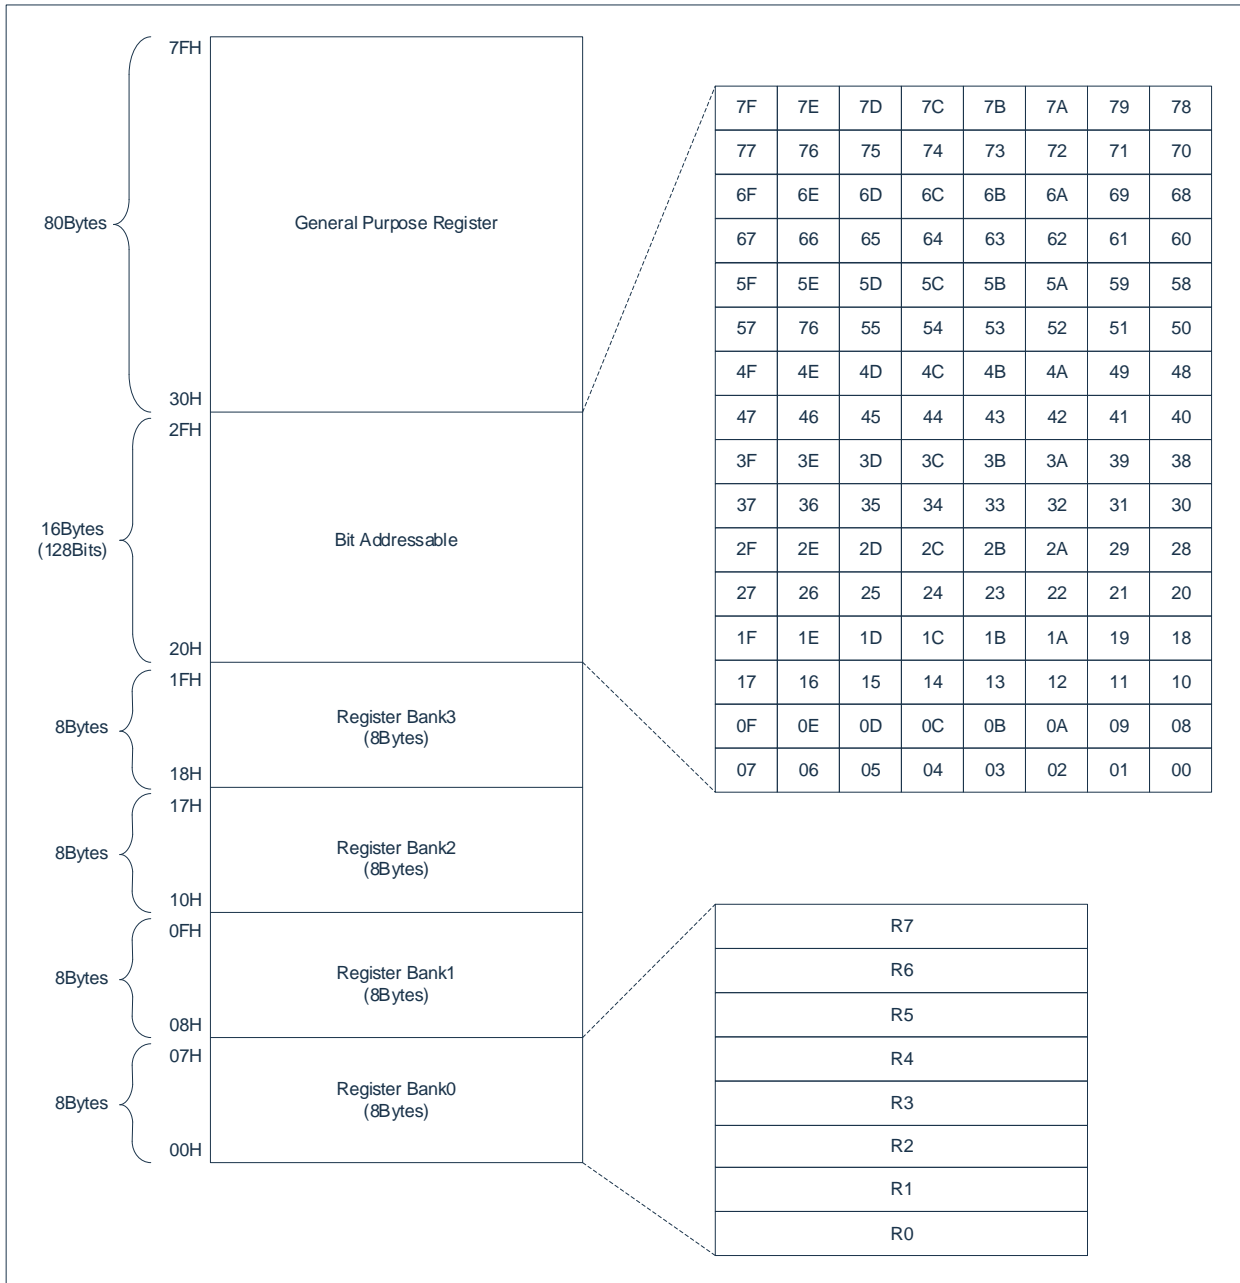 7FH
80Bytes
General Purpose Register
30H
2FH
16Bytes
(128Bits)
Bit Addressable
20H
1FH
8Bytes
Register Bank3
(8Bytes)
18H
17H
8Bytes
Register Bank2
(8Bytes)
10H
0FH
8Bytes
Register Bank1
(8Bytes)
08H
07H
8Bytes
Register Bank0
(8Bytes)
00H
7F 7E 7D 7C 7B 7A 79 78
77 76 75 74 73 72 71 70
6F 6E 6D 6C 6B 6A 69 68
67 66 65 64 63 62 61 60
5F 5E 5D 5C 5B 5A 59 58
57 76 55 54 53 52 51 50
4F 4E 4D 4C 4B 4A 49 48
47 46 45 44 43 42 41 40
3F 3E 3D 3C 3B 3A 39 38
37 36 35 34 33 32 31 30
2F 2E 2D 2C 2B 2A 29 28
27 26 25 24 23 22 21 20
1F 1E 1D 1C 1B 1A 19 18
17 16 15 14 13 12 11 10
0F 0E 0D 0C 0B 0A 09 08
07 06 05 04 03 02 01 00
R7
R6
R5
R4
R3
R2
R1
R0